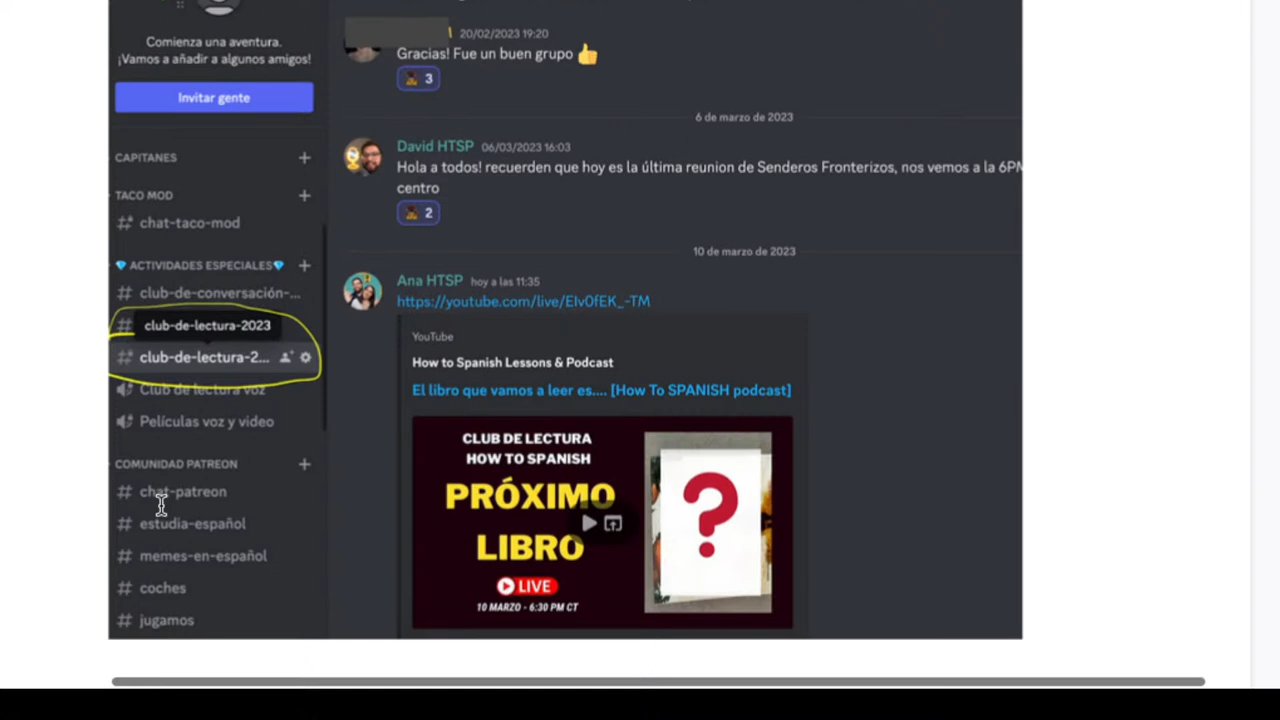 Comienza una aventura.
¡Vamos a añadir a algunos amigos!
Invitar gente
CAPITANES
TACO MOD
chat-taco-mod
ACTIVIDADES ESPECIALES
club-de-conversación-...
club-de-lectura-2023
club-de-lectura-2...
Club de lectura voz
Películas voz y video
COMUNIDAD PATREON
chat-patreon
estudia-español
memes-en-español
coches
jugamos
20/02/2023 19:20
Gracias! Fue un buen grupo 👍
3
6 de marzo de 2023
David HTSP 06/03/2023 16:03
Hola a todos! recuerden que hoy es la última reunion de Senderos Fronterizos, nos vemos a la 6PM
centro
2
10 de marzo de 2023
Ana HTSP hoy a las 11:35
YouTube
How to Spanish Lessons & Podcast
El libro que vamos a leer es.... [How To SPANISH podcast]
CLUB DE LECTURA
HOW TO SPANISH
PRÓXIMO
LIBRO
LIVE
10 MARZO - 6:30 PM CT
?